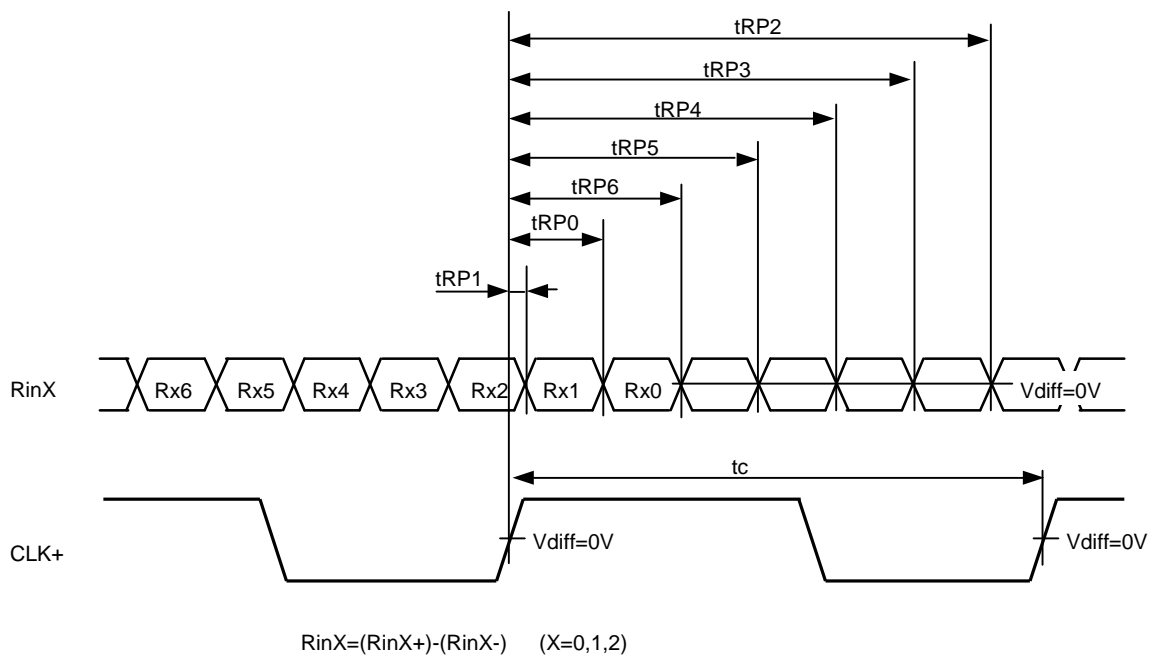 tRP2
tRP3
tRP4
tRP5
tRP6
tRP0
tRP1
RinX Rx6 Rx5 Rx4 Rx3 Rx2 Rx1 Rx0 Vdiff=0V
tc
CLK+ Vdiff=0V Vdiff=0V
RinX=(RinX+)-(RinX-) (X=0,1,2)